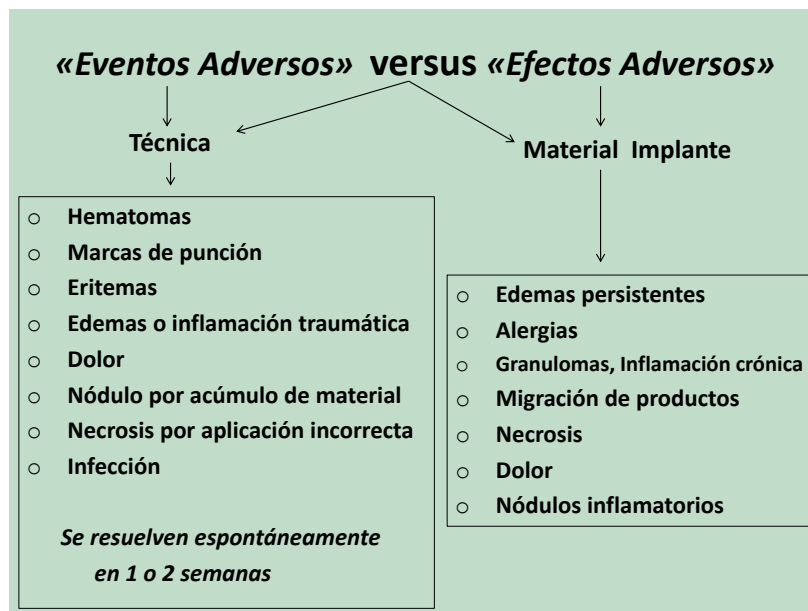 «Eventos Adversos» versus «Efectos Adversos»
Técnica
Material Implante
o Hematomas
o Marcas de punción
o Eritemas
o Edemas o inflamación traumática
o Dolor
o Nódulo por acúmulo de material
o Necrosis por aplicación incorrecta
o Infección
Se resuelven espontáneamente
en 1 o 2 semanas
o Edemas persistentes
o Alergias
o Granulomas, Inflamación crónica
o Migración de productos
o Necrosis
o Dolor
o Nódulos inflamatorios